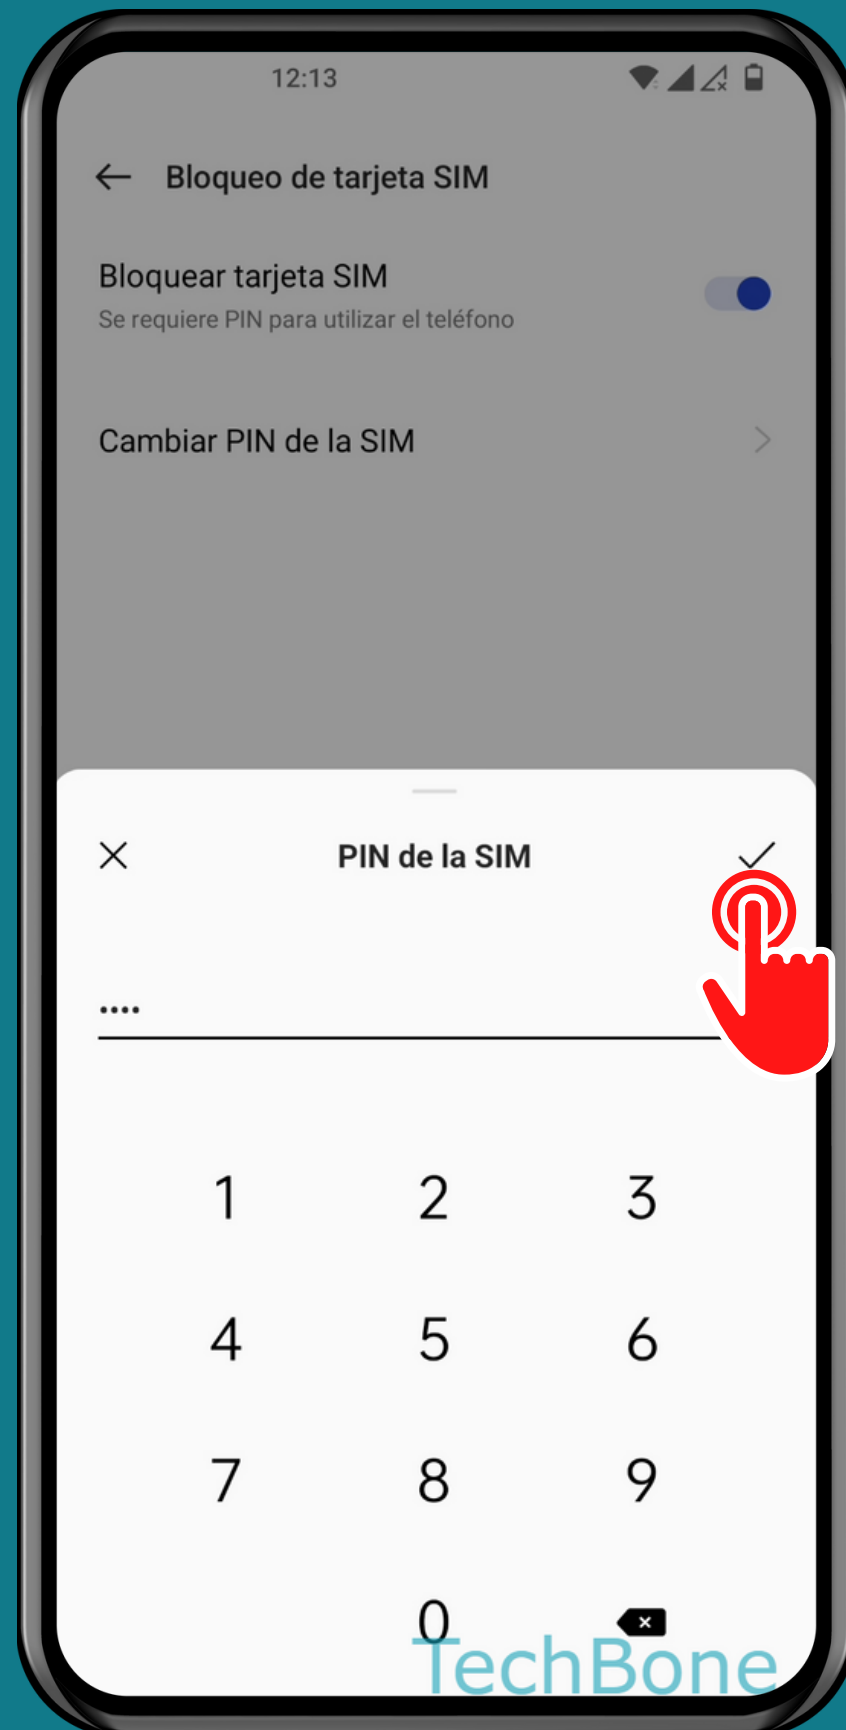 12:13
Bloqueo de tarjeta SIM
Bloquear tarjeta SIM
Se requiere PIN para utilizar el teléfono
Cambiar PIN de la SIM
PIN de la SIM
••••
1 2 3
4 5 6
7 8 9
0
TechBone